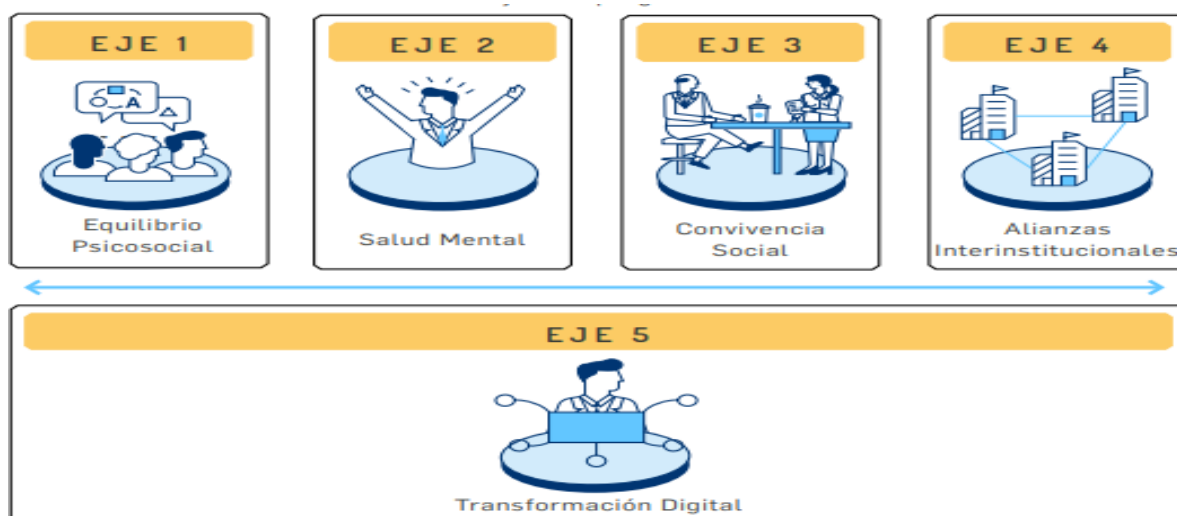 EJE 1
EJE 2
EJE 3
EJE 4
A
Equilibrio
Psicosocial
Salud Mental
Convivencia
Social
Alianzas
Interinstitucionales
EJE 5
Transformación Digital